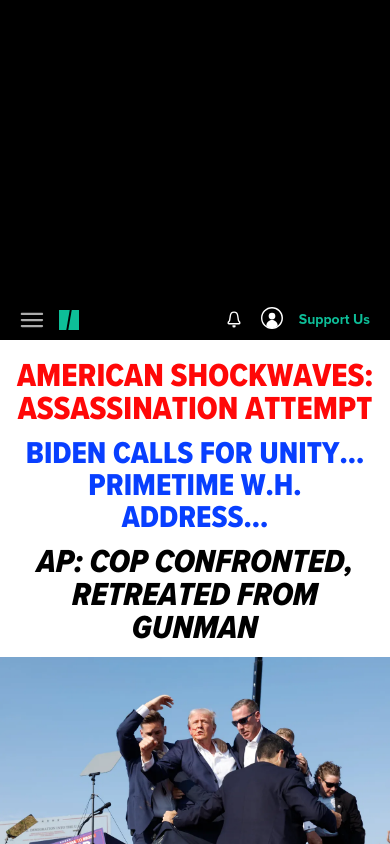 Support Us
AMERICAN SHOCKWAVES:
ASSASSINATION ATTEMPT
BIDEN CALLS FOR UNITY...
PRIMETIME W.H.
ADDRESS...
AP: COP CONFRONTED,
RETREATED FROM
GUNMAN